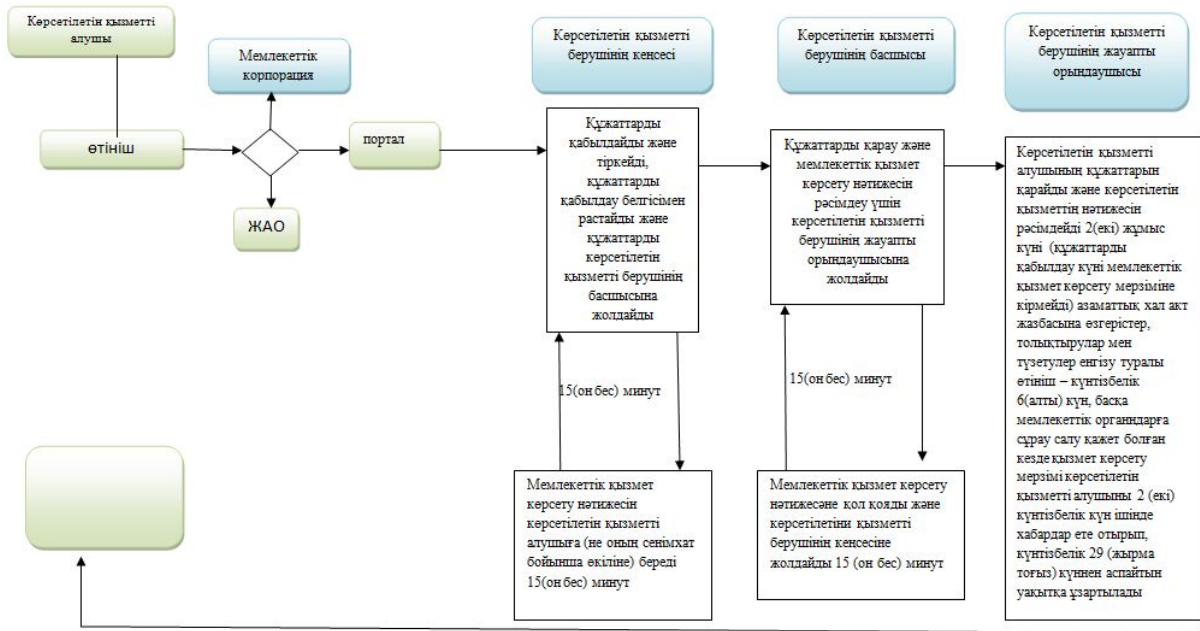 Көрсетілетін қызметті
алушы
Мемлекеттік
корпорация
өтініш
портал
ЖАО
Көрсетілетін қызметті
берушінің кеңсесі
Көрсетілетін қызметті
берушінің басшысы
Көрсетілетін қызметті
берушінің жауапты
орындаушысы
Құжаттарды
қабылдайды және
тіркейді,
құжаттарды
қабылдау белгісімен
растайды және
құжаттарды
көрсетілетін
қызметті берушінің
басшысына
жолдайды
Құжаттарды қарау және
мемлекеттік қызмет
көрсету нәтижесін
рәсімдеу үшін
көрсетілетін қызметті
берушінің жауапты
орындаушысына
жолдайды
Көрсетілетін қызметті
алушының құжаттарын
қарайды және көрсетілетін
қызметтің нәтижесін
рәсімдейді 2(екі) жұмыс
күні (құжаттарды
қабылдау күні мемлекеттік
қызмет көрсету мерзіміне
кірмейді) азаматтық хал акт
жазбасына өзгерістер,
толықтырулар мен
түзетулер енгізу туралы
өтініш – күнтізбелік
6(алты) күн, басқа
мемлекеттік органндарға
сұрау салу қажет болған
кезде қызмет көрсету
мерзімі көрсетілетін
қызметті алушыны 2 (екі)
күнтізбелік күн ішінде
хабардар ете отырып,
күнтізбелік 29 (жырма
тоғыз) күннен аспайтын
уақытқа ұзартылады
15(он бес) минут
15(он бес) минут
Мемлекеттік қызмет
көрсету нәтижесін
көрсетілетін қызметті
алушыға (не оның сенімхат
бойынша өкіліне) береді
15(он бес) минут
Мемлекеттік қызмет көрсету
нәтижесәне қол қояды және
көрсетілетіни қызметті
берушінің кеңсесіне
жолдайды 15 (он бес) минут